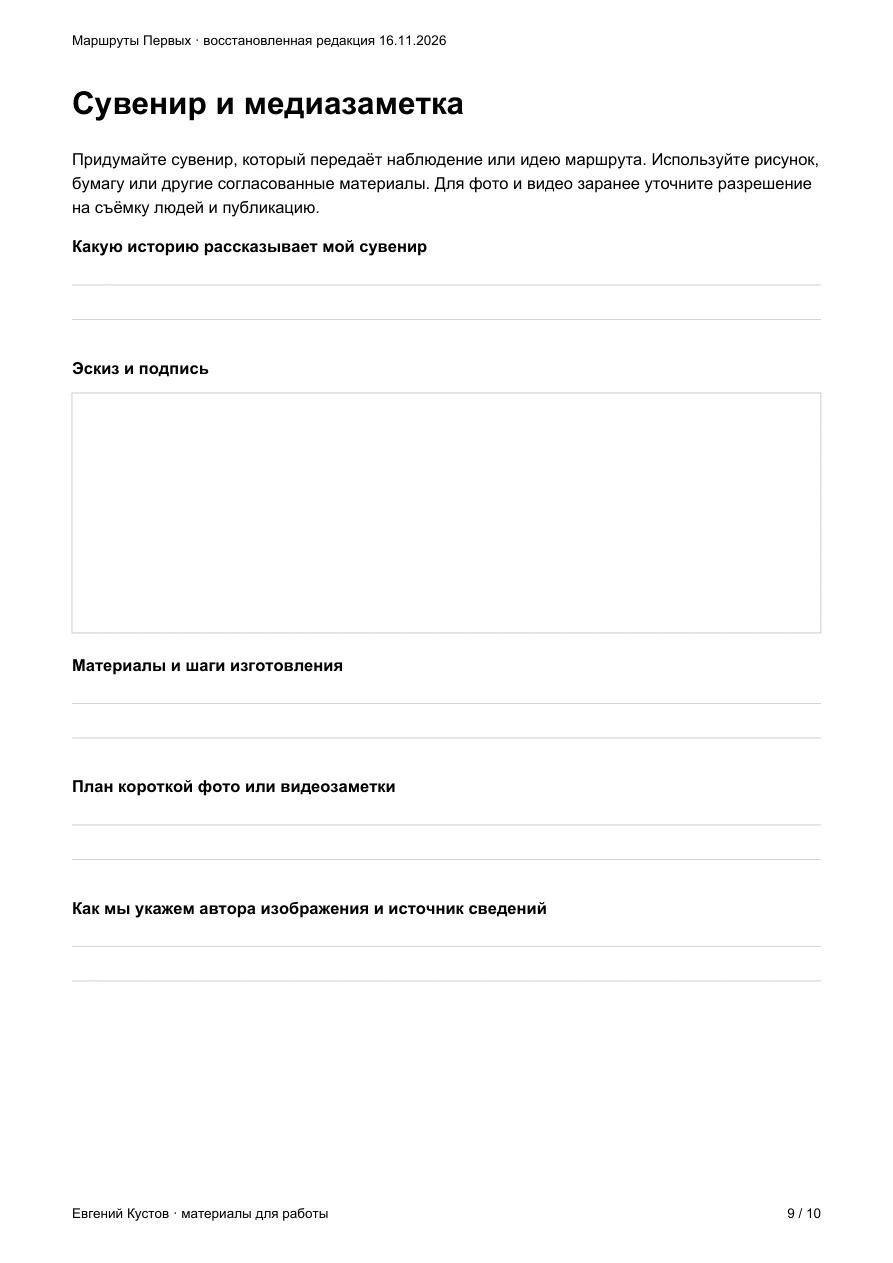 Маршруты Первых · восстановленная редакция 16.11.2026
Сувенир и медиазаметка
Придумайте сувенир, который передаёт наблюдение или идею маршрута. Используйте рисунок,
бумагу или другие согласованные материалы. Для фото и видео заранее уточните разрешение
на съёмку людей и публикацию.
Какую историю рассказывает мой сувенир
Эскиз и подпись
Материалы и шаги изготовления
План короткой фото или видеозаметки
Как мы укажем автора изображения и источник сведений
Евгений Кустов · материалы для работы
9 / 10